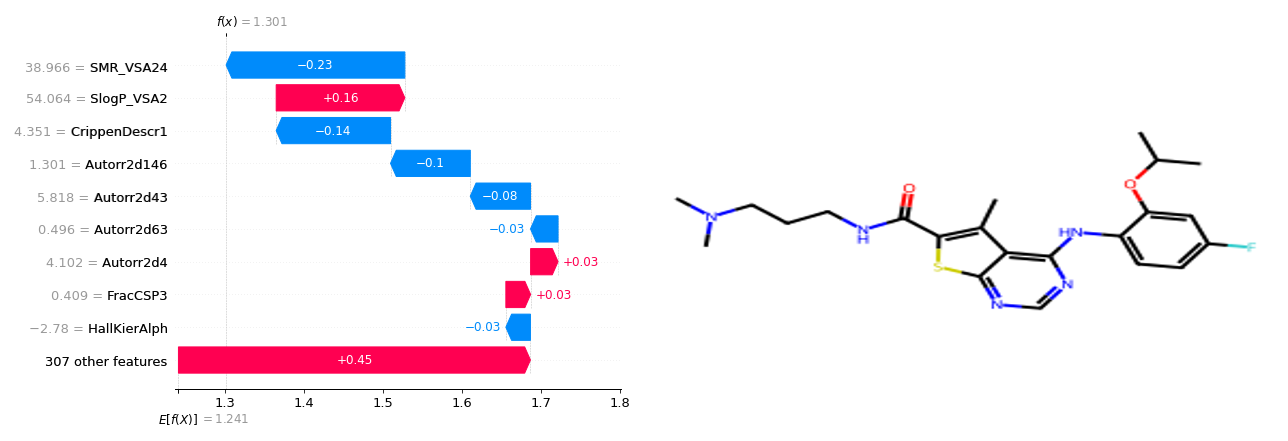 f(x) = 1.301
38.966 = SMR_VSA24
−0.23
54.064 = SlogP_VSA2
+0.16
4.351 = CrippenDescr1
−0.14
1.301 = Autorr2d146
−0.1
5.818 = Autorr2d43
−0.08
0.496 = Autorr2d63
−0.03
4.102 = Autorr2d4
+0.03
0.409 = FracCSP3
+0.03
−2.78 = HallKierAlph
−0.03
307 other features
+0.45
1.3 1.4 1.5 1.6 1.7 1.8
E[f(X)] = 1.241
O
O
N
N
H
HN
F
S
N
N